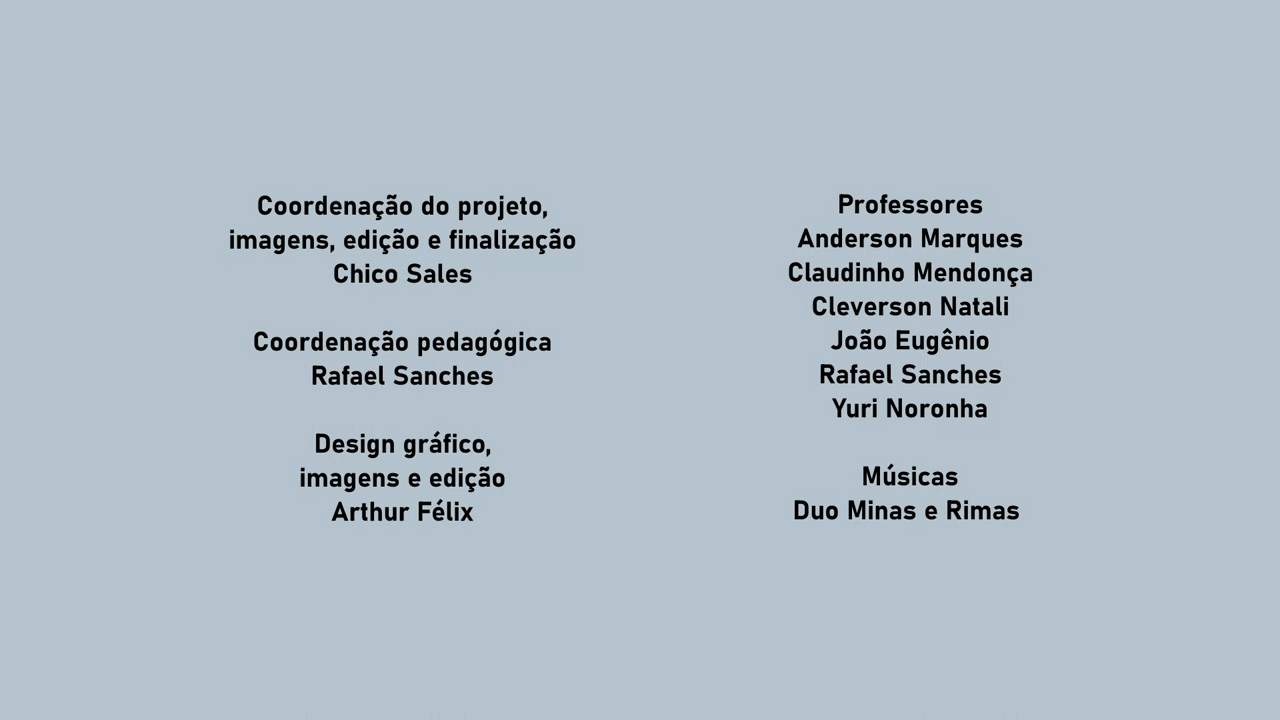 Coordenação do projeto,
imagens, edição e finalização
Chico Sales
Coordenação pedagógica
Rafael Sanches
Design gráfico,
imagens e edição
Arthur Félix
Professores
Anderson Marques
Claudinho Mendonça
Cleverson Natali
João Eugênio
Rafael Sanches
Yuri Noronha
Músicas
Duo Minas e Rimas